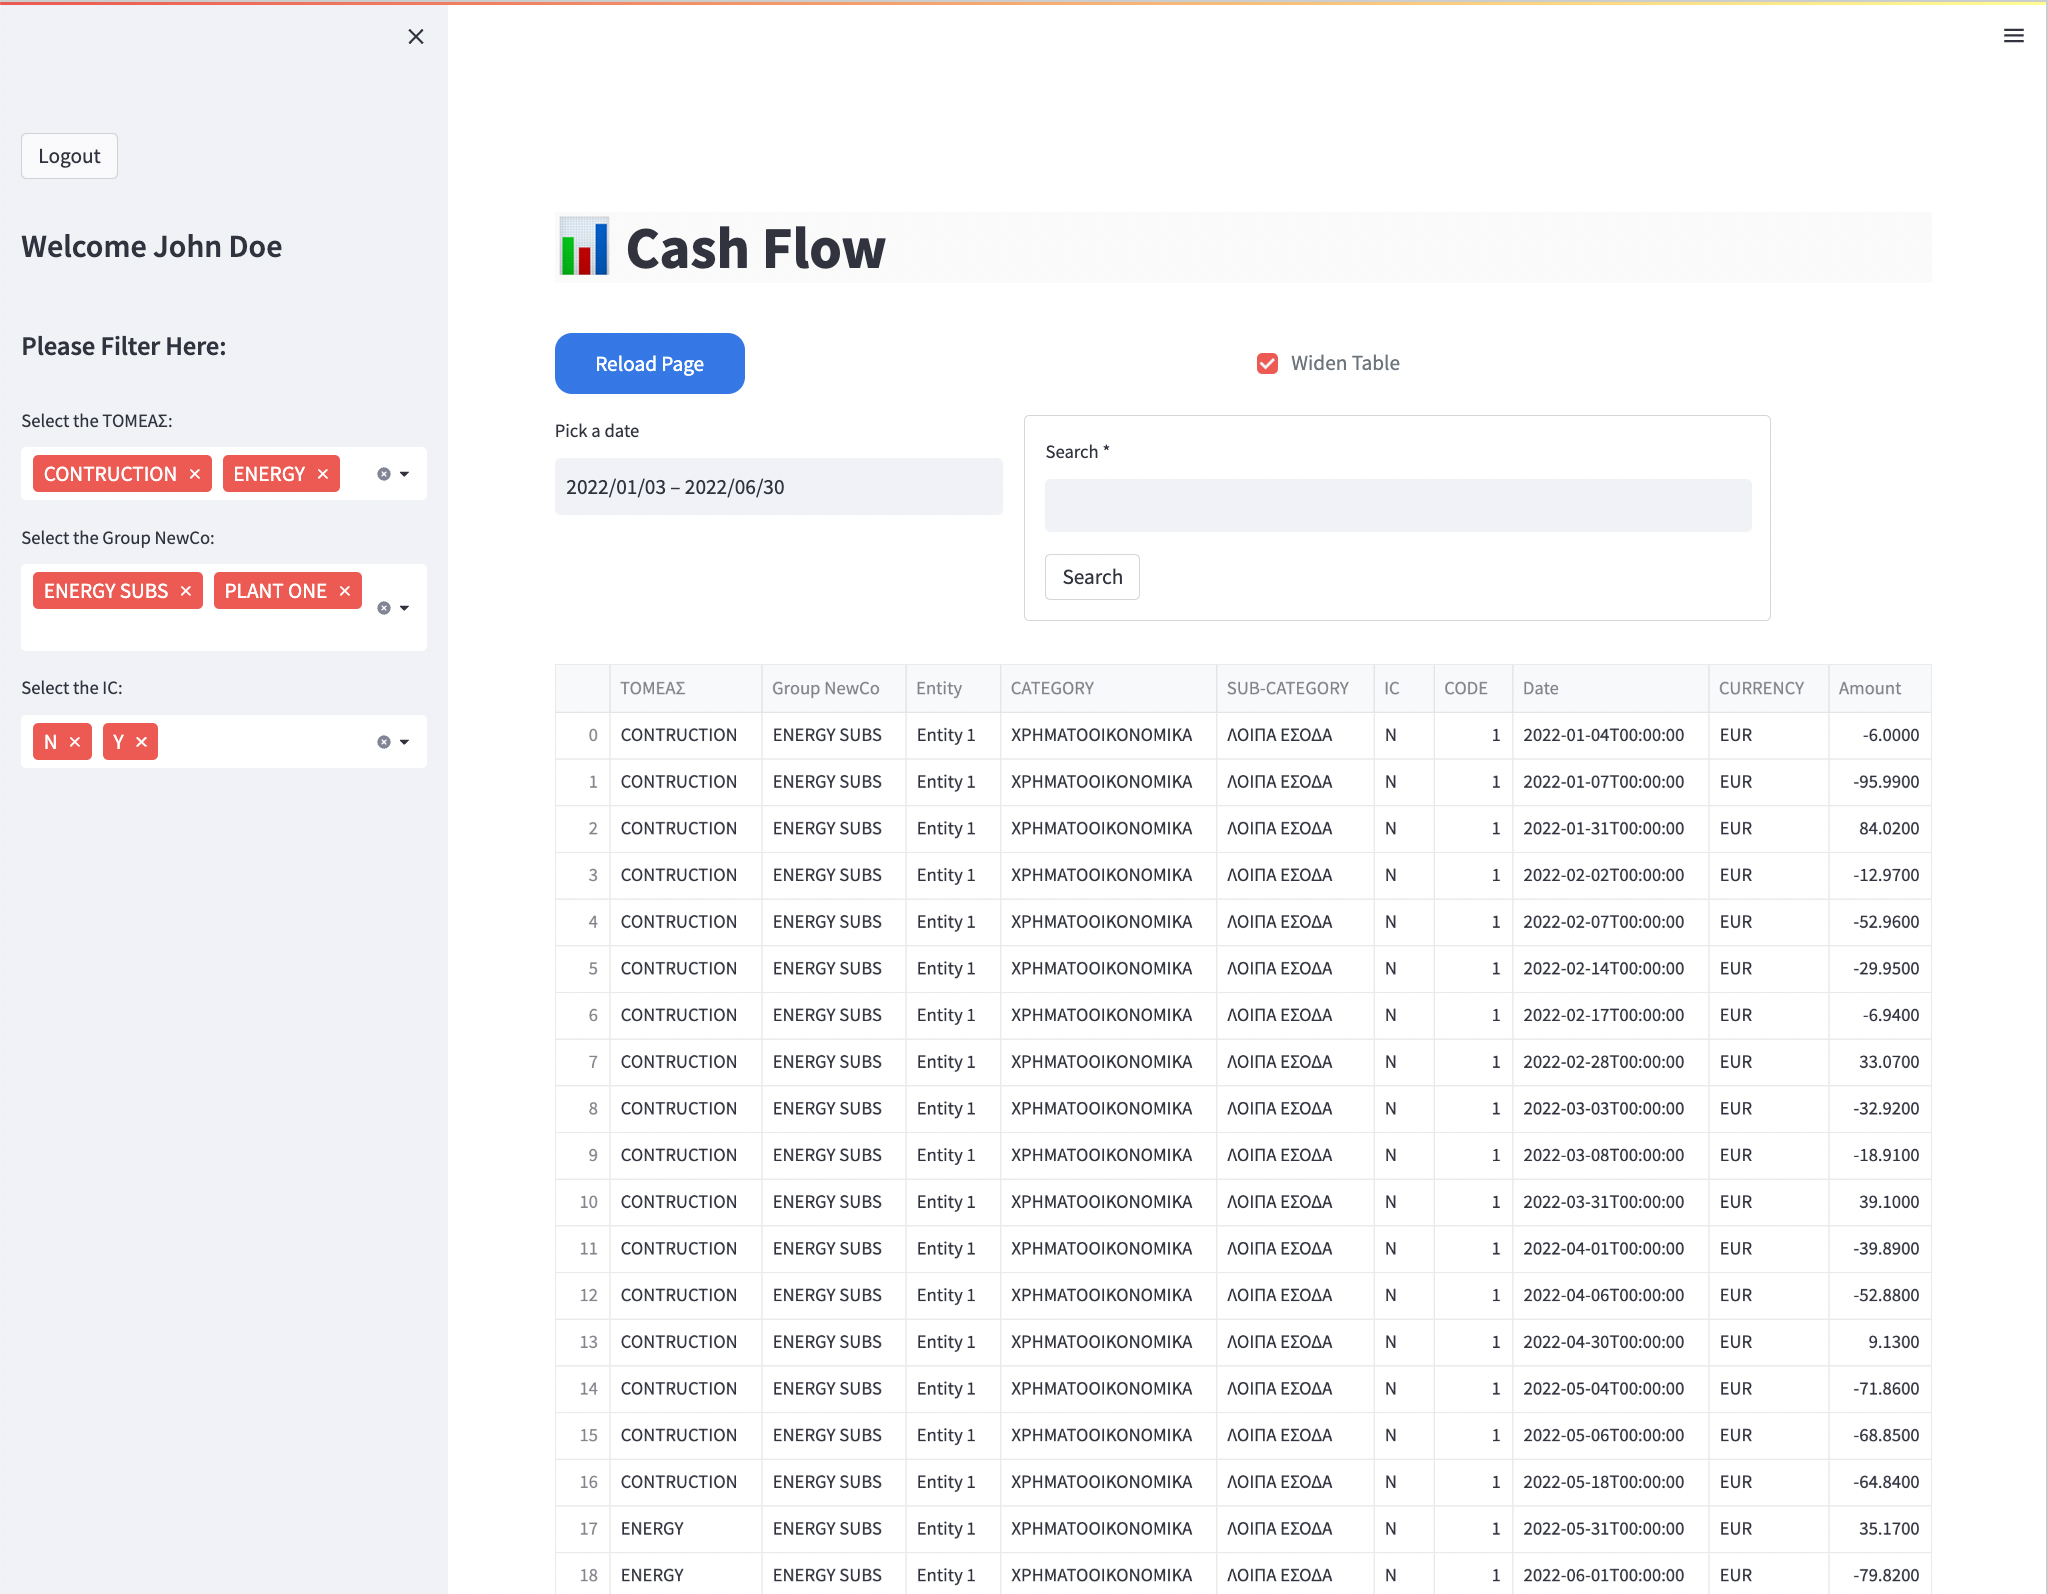 Logout
Welcome John Doe
Please Filter Here:
Select the ΤΟΜΕΑΣ:
CONTRUCTION ENERGY
Select the Group NewCo:
ENERGY SUBS PLANT ONE
Select the IC:
N Y
Cash Flow
Reload Page
Widen Table
Pick a date
2022/01/03 – 2022/06/30
Search *
Search
ΤΟΜΕΑΣ Group NewCo Entity CATEGORY SUB-CATEGORY IC CODE Date CURRENCY Amount
0 CONTRUCTION ENERGY SUBS Entity 1 ΧΡΗΜΑΤΟΟΙΚΟΝΟΜΙΚΑ ΛΟΙΠΑ ΕΣΟΔΑ N 1 2022-01-04T00:00:00 EUR -6.0000
1 CONTRUCTION ENERGY SUBS Entity 1 ΧΡΗΜΑΤΟΟΙΚΟΝΟΜΙΚΑ ΛΟΙΠΑ ΕΣΟΔΑ N 1 2022-01-07T00:00:00 EUR -95.9900
2 CONTRUCTION ENERGY SUBS Entity 1 ΧΡΗΜΑΤΟΟΙΚΟΝΟΜΙΚΑ ΛΟΙΠΑ ΕΣΟΔΑ N 1 2022-01-31T00:00:00 EUR 84.0200
3 CONTRUCTION ENERGY SUBS Entity 1 ΧΡΗΜΑΤΟΟΙΚΟΝΟΜΙΚΑ ΛΟΙΠΑ ΕΣΟΔΑ N 1 2022-02-02T00:00:00 EUR -12.9700
4 CONTRUCTION ENERGY SUBS Entity 1 ΧΡΗΜΑΤΟΟΙΚΟΝΟΜΙΚΑ ΛΟΙΠΑ ΕΣΟΔΑ N 1 2022-02-07T00:00:00 EUR -52.9600
5 CONTRUCTION ENERGY SUBS Entity 1 ΧΡΗΜΑΤΟΟΙΚΟΝΟΜΙΚΑ ΛΟΙΠΑ ΕΣΟΔΑ N 1 2022-02-14T00:00:00 EUR -29.9500
6 CONTRUCTION ENERGY SUBS Entity 1 ΧΡΗΜΑΤΟΟΙΚΟΝΟΜΙΚΑ ΛΟΙΠΑ ΕΣΟΔΑ N 1 2022-02-17T00:00:00 EUR -6.9400
7 CONTRUCTION ENERGY SUBS Entity 1 ΧΡΗΜΑΤΟΟΙΚΟΝΟΜΙΚΑ ΛΟΙΠΑ ΕΣΟΔΑ N 1 2022-02-28T00:00:00 EUR 33.0700
8 CONTRUCTION ENERGY SUBS Entity 1 ΧΡΗΜΑΤΟΟΙΚΟΝΟΜΙΚΑ ΛΟΙΠΑ ΕΣΟΔΑ N 1 2022-03-03T00:00:00 EUR -32.9200
9 CONTRUCTION ENERGY SUBS Entity 1 ΧΡΗΜΑΤΟΟΙΚΟΝΟΜΙΚΑ ΛΟΙΠΑ ΕΣΟΔΑ N 1 2022-03-08T00:00:00 EUR -18.9100
10 CONTRUCTION ENERGY SUBS Entity 1 ΧΡΗΜΑΤΟΟΙΚΟΝΟΜΙΚΑ ΛΟΙΠΑ ΕΣΟΔΑ N 1 2022-03-31T00:00:00 EUR 39.1000
11 CONTRUCTION ENERGY SUBS Entity 1 ΧΡΗΜΑΤΟΟΙΚΟΝΟΜΙΚΑ ΛΟΙΠΑ ΕΣΟΔΑ N 1 2022-04-01T00:00:00 EUR -39.8900
12 CONTRUCTION ENERGY SUBS Entity 1 ΧΡΗΜΑΤΟΟΙΚΟΝΟΜΙΚΑ ΛΟΙΠΑ ΕΣΟΔΑ N 1 2022-04-06T00:00:00 EUR -52.8800
13 CONTRUCTION ENERGY SUBS Entity 1 ΧΡΗΜΑΤΟΟΙΚΟΝΟΜΙΚΑ ΛΟΙΠΑ ΕΣΟΔΑ N 1 2022-04-30T00:00:00 EUR 9.1300
14 CONTRUCTION ENERGY SUBS Entity 1 ΧΡΗΜΑΤΟΟΙΚΟΝΟΜΙΚΑ ΛΟΙΠΑ ΕΣΟΔΑ N 1 2022-05-04T00:00:00 EUR -71.8600
15 CONTRUCTION ENERGY SUBS Entity 1 ΧΡΗΜΑΤΟΟΙΚΟΝΟΜΙΚΑ ΛΟΙΠΑ ΕΣΟΔΑ N 1 2022-05-06T00:00:00 EUR -68.8500
16 CONTRUCTION ENERGY SUBS Entity 1 ΧΡΗΜΑΤΟΟΙΚΟΝΟΜΙΚΑ ΛΟΙΠΑ ΕΣΟΔΑ N 1 2022-05-18T00:00:00 EUR -64.8400
17 ENERGY ENERGY SUBS Entity 1 ΧΡΗΜΑΤΟΟΙΚΟΝΟΜΙΚΑ ΛΟΙΠΑ ΕΣΟΔΑ N 1 2022-05-31T00:00:00 EUR 35.1700
18 ENERGY ENERGY SUBS Entity 1 ΧΡΗΜΑΤΟΟΙΚΟΝΟΜΙΚΑ ΛΟΙΠΑ ΕΣΟΔΑ N 1 2022-06-01T00:00:00 EUR -79.8200